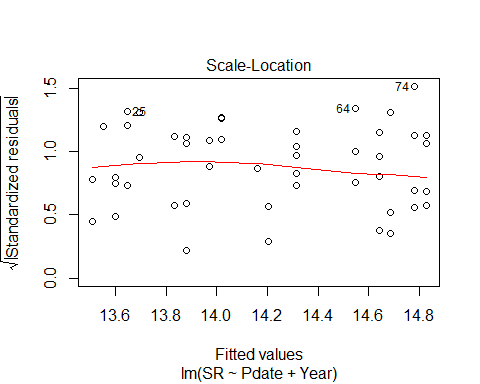 Scale-Location
√|Standardized residuals|
0.0 0.5 1.0 1.5
25
64
74
13.6 13.8 14.0 14.2 14.4 14.6 14.8
Fitted values
lm(SR ~ Pdate + Year)